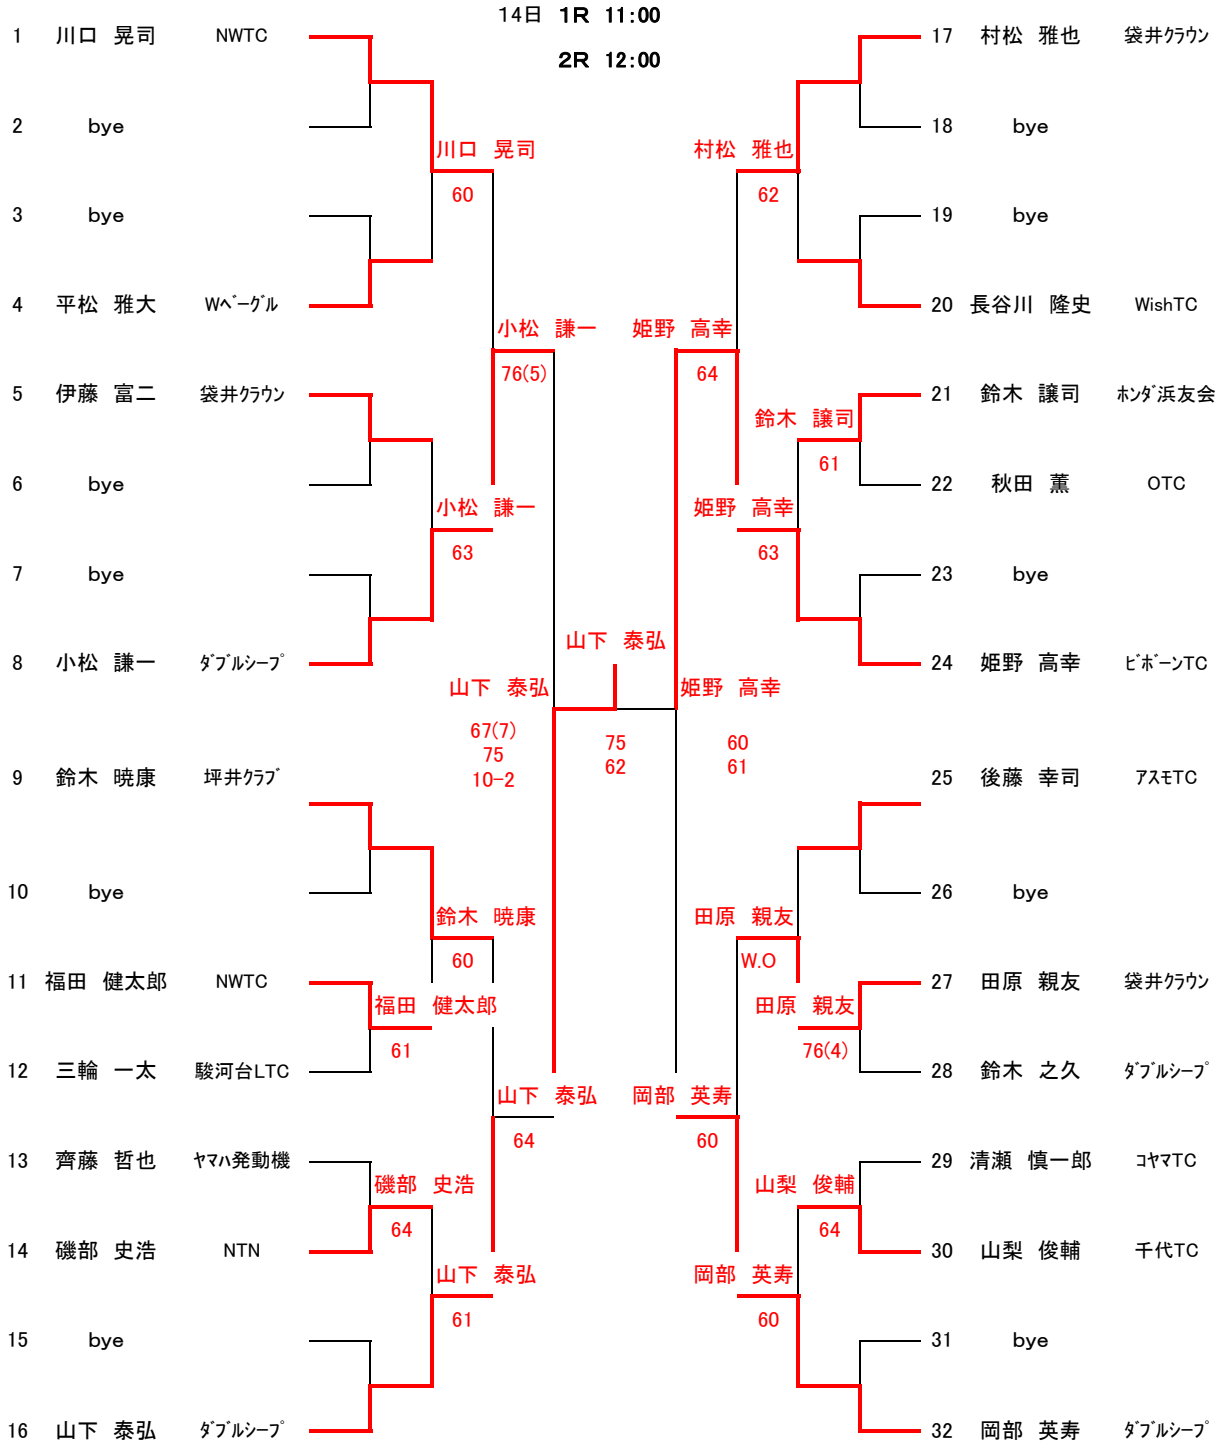 14日 1R 11:00
2R 12:00
1 川口 晃司 NWTC
2 bye
川口 晃司
60
3 bye
4 平松 雅大 Wﾍﾞｰｸﾞﾙ
小松 謙一
76(5)
5 伊藤 富二 袋井ｸﾗｳﾝ
6 bye
小松 謙一
63
7 bye
8 小松 謙一 ﾀﾞﾌﾞﾙｼｰﾌﾟ
山下 泰弘
67(7)
75
10-2
9 鈴木 暁康 坪井ｸﾗﾌﾞ
10 bye
鈴木 暁康
60
11 福田 健太郎 NWTC
福田 健太郎
61
12 三輪 一太 駿河台LTC
山下 泰弘
64
13 齊藤 哲也 ﾔﾏﾊ発動機
磯部 史浩
64
14 磯部 史浩 NTN
山下 泰弘
61
15 bye
16 山下 泰弘 ﾀﾞﾌﾞﾙｼｰﾌﾟ
山下 泰弘
75
62
17 村松 雅也 袋井ｸﾗｳﾝ
18 bye
村松 雅也
62
19 bye
20 長谷川 隆史 WishTC
姫野 高幸
64
21 鈴木 譲司 ﾎﾝﾀﾞ浜友会
鈴木 譲司
61
22 秋田 薫 OTC
姫野 高幸
63
23 bye
24 姫野 高幸 ﾋﾞﾎﾞｰﾝTC
姫野 高幸
60
61
25 後藤 幸司 ｱｽﾓTC
26 bye
田原 親友
W.O
27 田原 親友 袋井ｸﾗｳﾝ
田原 親友
76(4)
28 鈴木 之久 ﾀﾞﾌﾞﾙｼｰﾌﾟ
岡部 英寿
60
29 清瀬 慎一郎 ｺﾔﾏTC
山梨 俊輔
64
30 山梨 俊輔 千代TC
岡部 英寿
60
31 bye
32 岡部 英寿 ﾀﾞﾌﾞﾙｼｰﾌﾟ